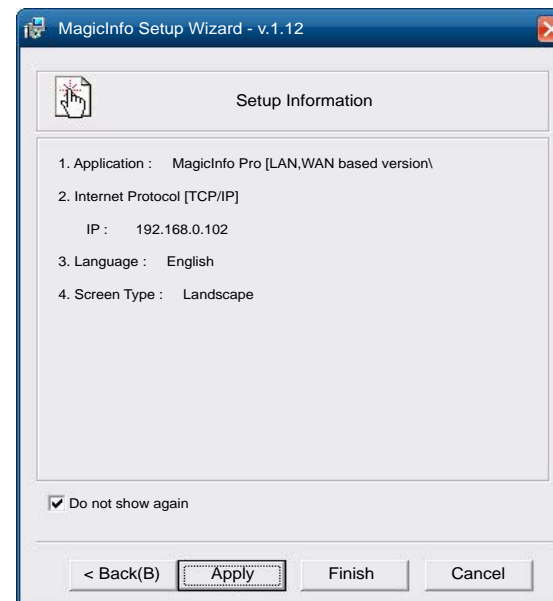 MagicInfo Setup Wizard - v.1.12
Setup Information
1. Application : MagicInfo Pro [LAN,WAN based version\
2. Internet Protocol [TCP/IP]
IP : 192.168.0.102
3. Language : English
4. Screen Type : Landscape
Do not show again
< Back(B) Apply Finish Cancel